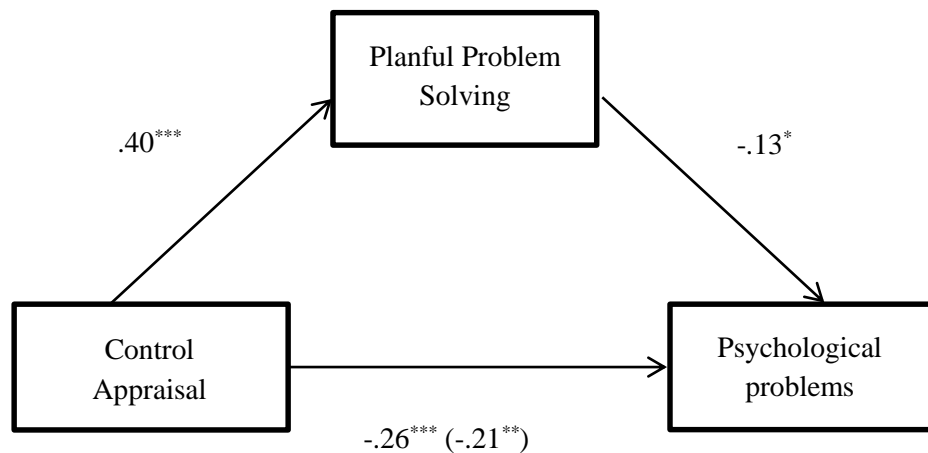 Planful Problem
Solving
.40***
-.13*
Control
Appraisal
Psychological
problems
-.26*** (-.21**)